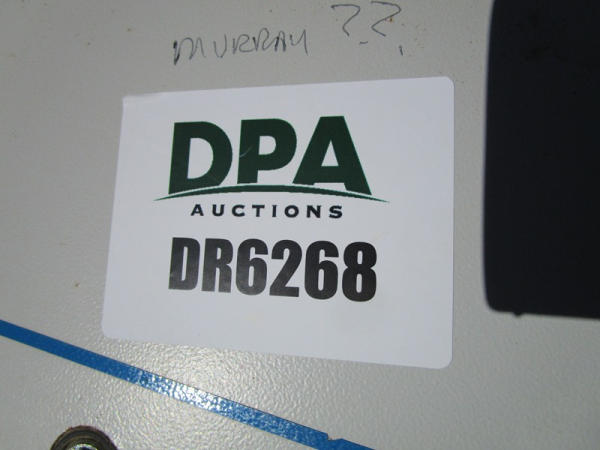 MURRAY ??
DPA
AUCTIONS
DR6268